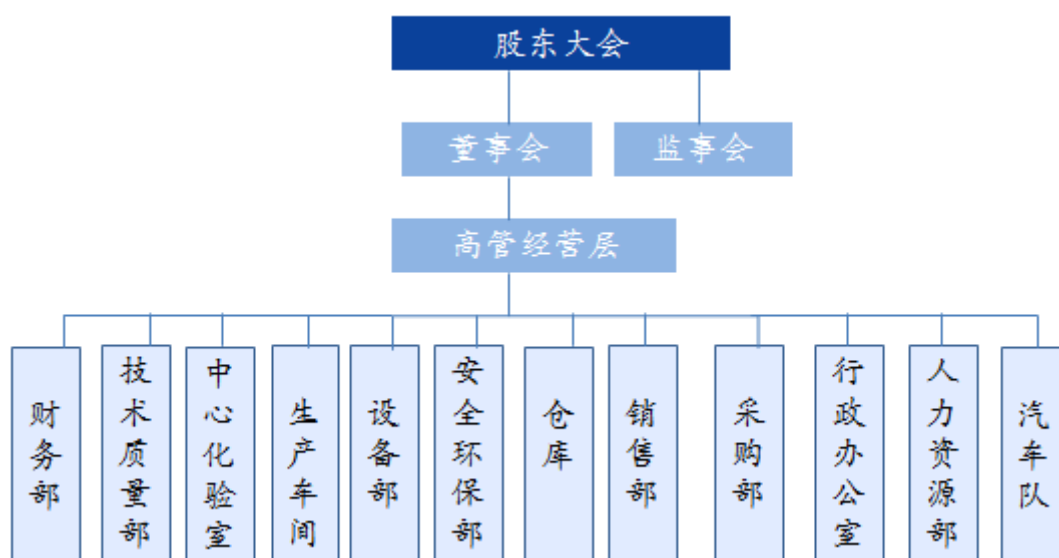 股东大会
董事会
监事会
高管经营层
财务部
技术质量部
中心化验室
生产车间
设备部
安全环保部
仓库
销售部
采购部
行政办公室
人力资源部
汽车队